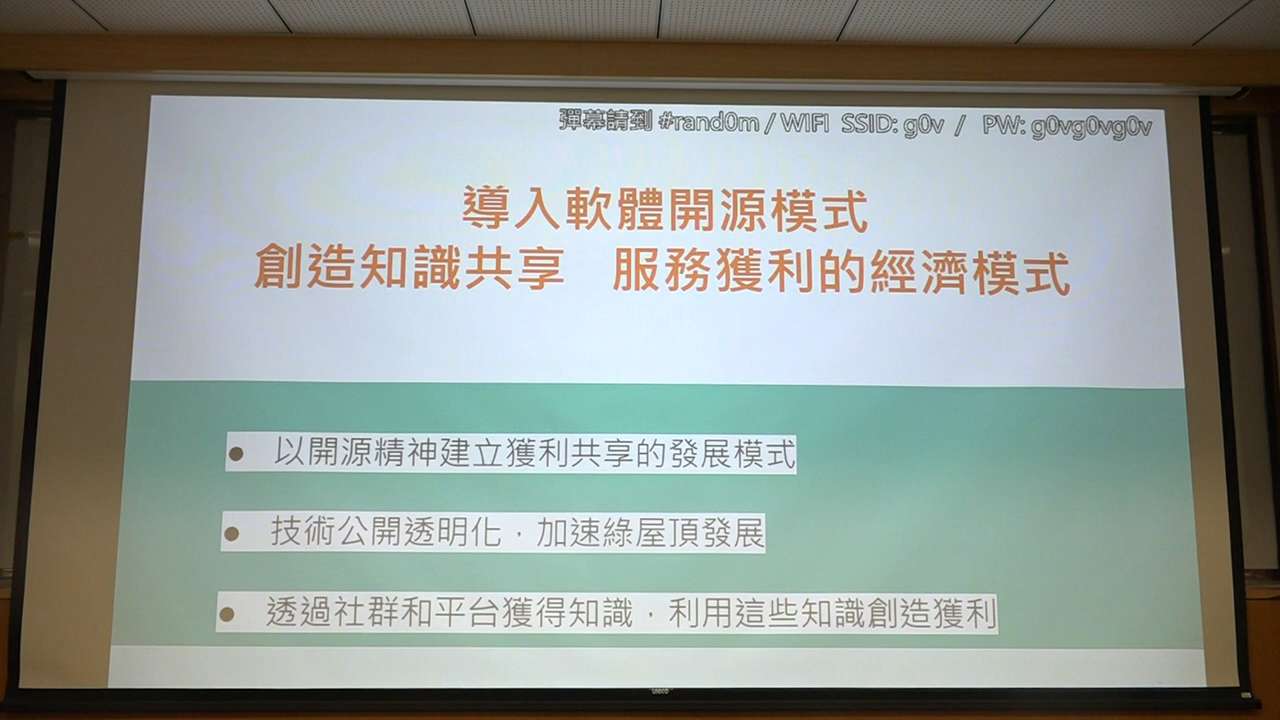 彈幕請到 #rand0m / WIFI SSID: g0v / PW: g0vg0vg0v
導入軟體開源模式
創造知識共享 服務獲利的經濟模式
● 以開源精神建立獲利共享的發展模式
● 技術公開透明化，加速綠屋頂發展
● 透過社群和平台獲得知識，利用這些知識創造獲利